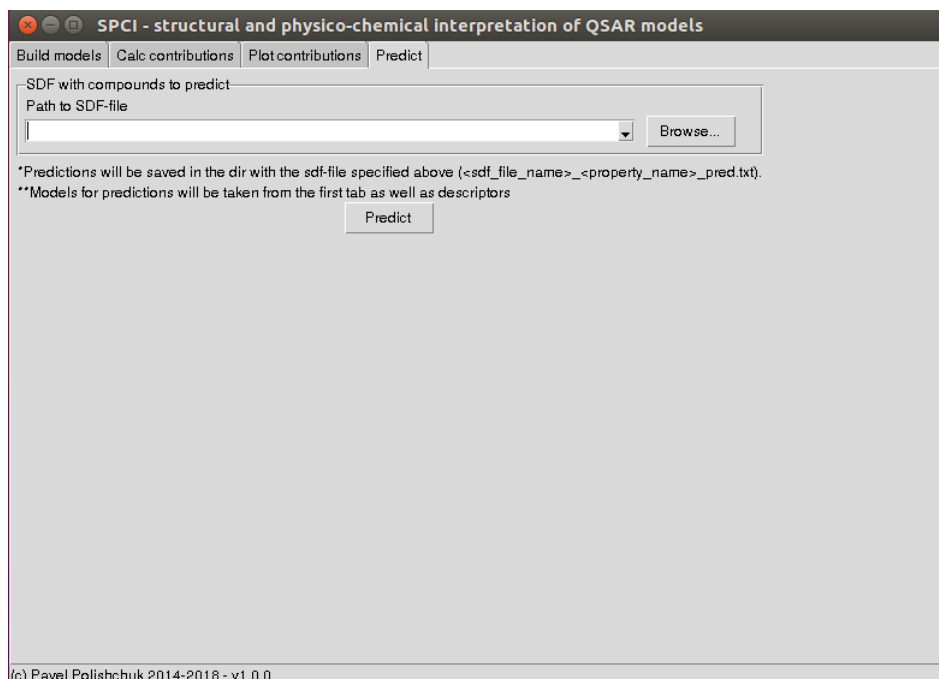 SPCI - structural and physico-chemical interpretation of QSAR models
Build models Calc contributions Plot contributions Predict
SDF with compounds to predict
Path to SDF-file
Browse...
*Predictions will be saved in the dir with the sdf-file specified above (<sdf_file_name>_<property_name>_pred.txt).
**Models for predictions will be taken from the first tab as well as descriptors
Predict
(c) Pavel Polishchuk 2014-2018 - v1.0.0